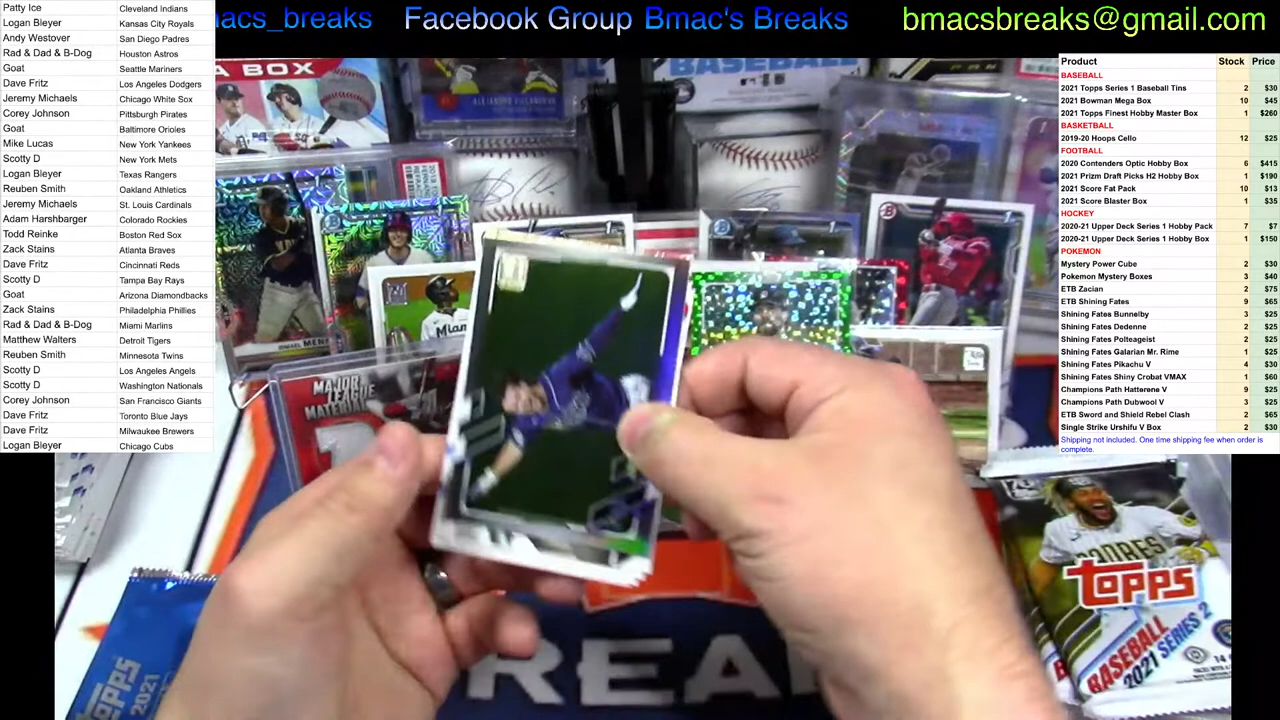 Patty Ice Cleveland Indians
Logan Bleyer Kansas City Royals
Andy Westover San Diego Padres
Rad & Dad & B-Dog Houston Astros
Goat Seattle Mariners
Dave Fritz Los Angeles Dodgers
Jeremy Michaels Chicago White Sox
Corey Johnson Pittsburgh Pirates
Goat Baltimore Orioles
Mike Lucas New York Yankees
Scotty D New York Mets
Logan Bleyer Texas Rangers
Reuben Smith Oakland Athletics
Jeremy Michaels St. Louis Cardinals
Adam Harshbarger Colorado Rockies
Todd Reinke Boston Red Sox
Zack Stains Atlanta Braves
Dave Fritz Cincinnati Reds
Scotty D Tampa Bay Rays
Goat Arizona Diamondbacks
Zack Stains Philadelphia Phillies
Rad & Dad & B-Dog Miami Marlins
Matthew Walters Detroit Tigers
Reuben Smith Minnesota Twins
Scotty D Los Angeles Angels
Scotty D Washington Nationals
Corey Johnson San Francisco Giants
Dave Fritz Toronto Blue Jays
Dave Fritz Milwaukee Brewers
Logan Bleyer Chicago Cubs
acs_breaks Facebook Group Bmac's Breaks bmacsbreaks@gmail.com
Product Stock Price
BASEBALL
2021 Topps Series 1 Baseball Tins 2 $30
2021 Bowman Mega Box 10 $45
2021 Topps Finest Hobby Master Box 1 $260
BASKETBALL
2019-20 Hoops Cello 12 $25
FOOTBALL
2020 Contenders Optic Hobby Box 6 $415
2021 Prizm Draft Picks H2 Hobby Box 1 $190
2021 Score Fat Pack 10 $13
2021 Score Blaster Box 1 $35
HOCKEY
2020-21 Upper Deck Series 1 Hobby Pack 7 $7
2020-21 Upper Deck Series 1 Hobby Box 1 $150
POKEMON
Mystery Power Cube 2 $30
Pokemon Mystery Boxes 3 $40
ETB Zacian 2 $75
ETB Shining Fates 9 $65
Shining Fates Bunnelby 3 $25
Shining Fates Dedenne 2 $25
Shining Fates Polteageist 2 $25
Shining Fates Galarian Mr. Rime 1 $25
Shining Fates Pikachu V 4 $30
Shining Fates Shiny Crobat VMAX 1 $60
Champions Path Hatterene V 9 $25
Champions Path Dubwool V 3 $25
ETB Sword and Shield Rebel Clash 2 $65
Single Strike Urshifu V Box 2 $30
Shipping not included. One time shipping fee when order is
complete.
A BOX
BASEBALL
MAJOR
LEAGUE
MATERIAL
Miam
PADRES
TOPPS
BASEBALL
2021 SERIES 2
TOPPS
2021
REA